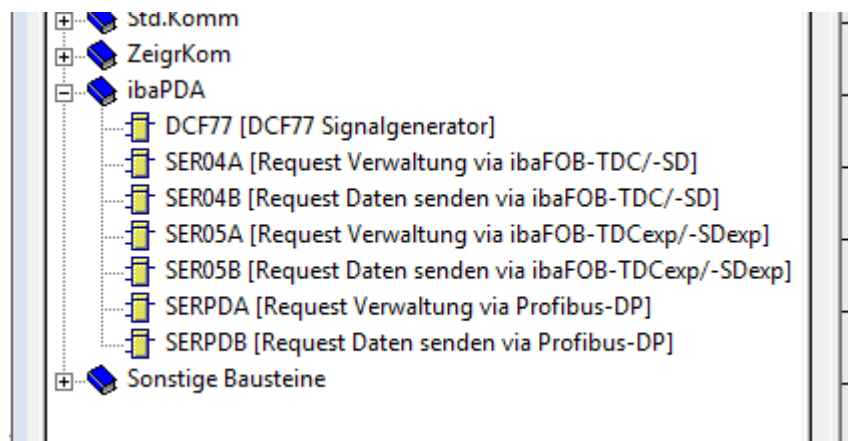 Std.Komm
ZeigrKom
ibaPDA
DCF77 [DCF77 Signalgenerator]
SER04A [Request Verwaltung via ibaFOB-TDC/-SD]
SER04B [Request Daten senden via ibaFOB-TDC/-SD]
SER05A [Request Verwaltung via ibaFOB-TDCexp/-SDexp]
SER05B [Request Daten senden via ibaFOB-TDCexp/-SDexp]
SERPDA [Request Verwaltung via Profibus-DP]
SERPDB [Request Daten senden via Profibus-DP]
Sonstige Bausteine